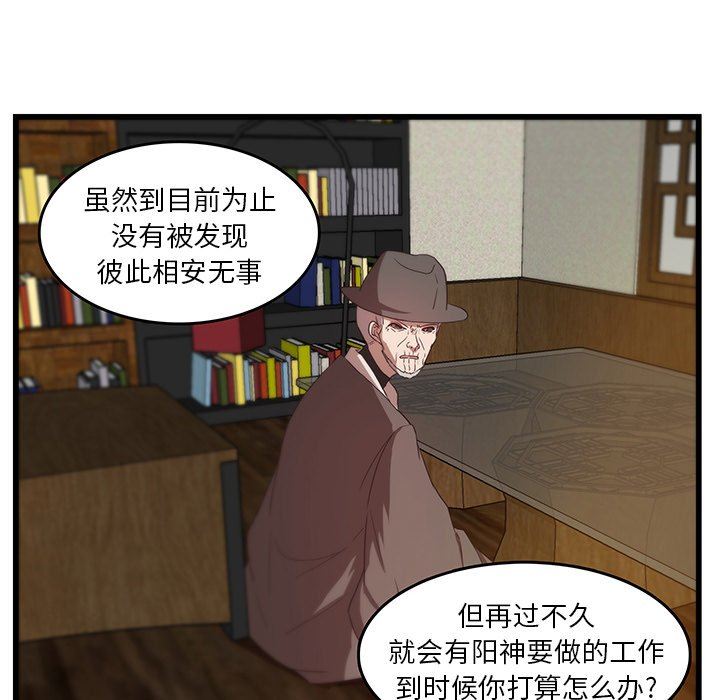 虽然到目前为止
没有被发现
彼此相安无事
但再过不久
就会有阳神要做的工作
到时候你打算怎么办?